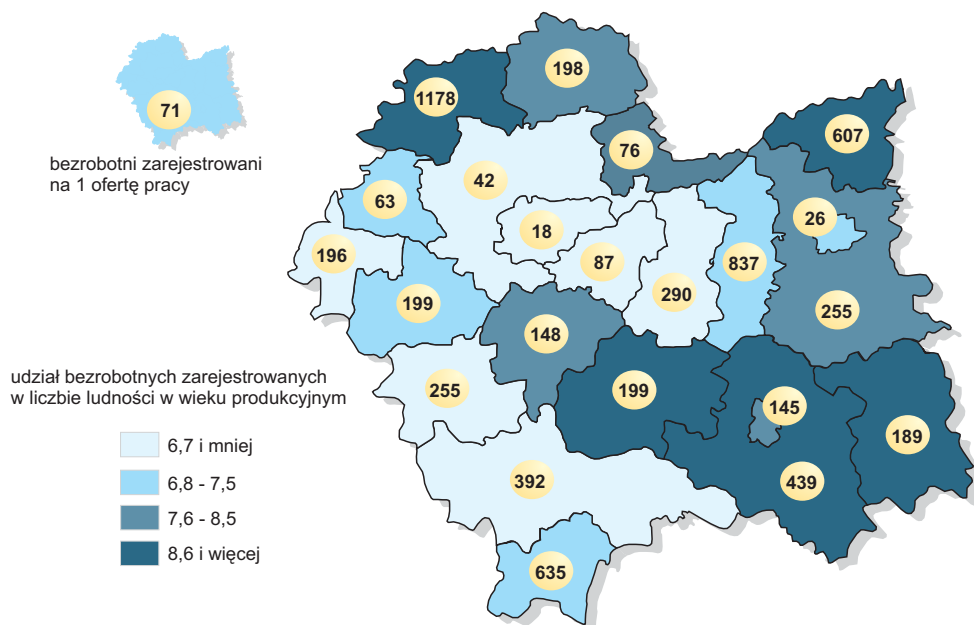 71
bezrobotni zarejestrowani
na 1 ofertę pracy
198
1178
607
76
42
63
26
18
196
87
837
290
199
255
148
udział bezrobotnych zarejestrowanych
w liczbie ludności w wieku produkcyjnym
255
199
145
189
6,7 i mniej
6,8 - 7,5
392
439
7,6 - 8,5
8,6 i więcej
635